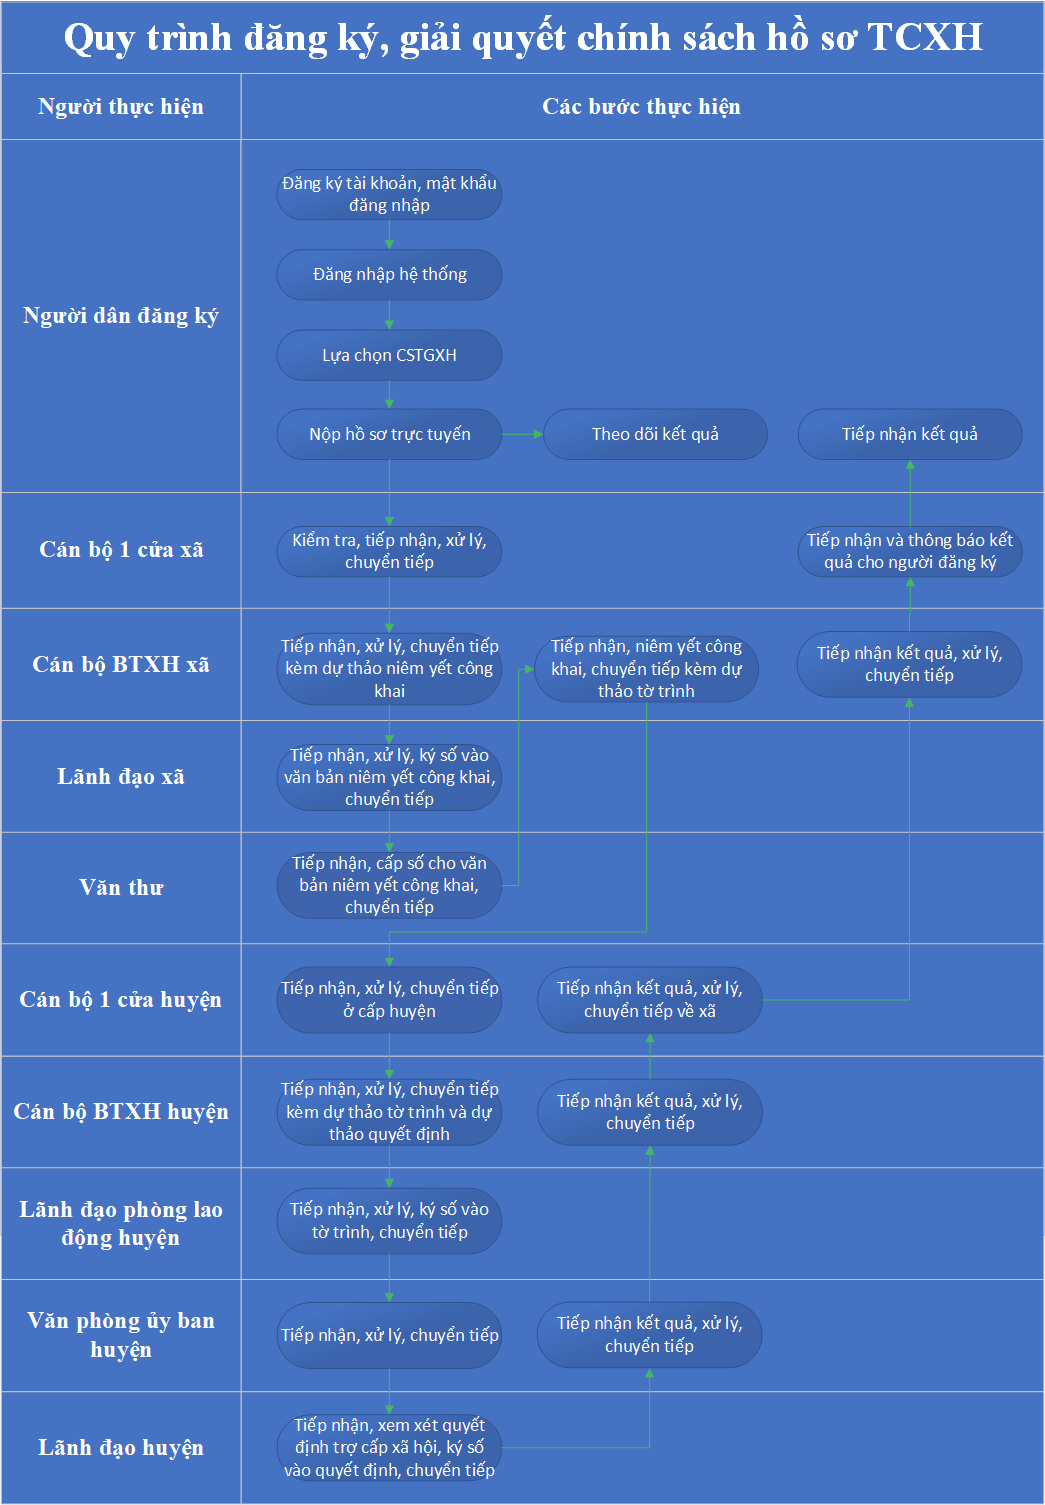 Quy trình đăng ký, giải quyết chính sách hồ sơ TCXH
Người thực hiện
Các bước thực hiện
Người dân đăng ký
Đăng ký tài khoản, mật khẩu
đăng nhập
Đăng nhập hệ thống
Lựa chọn CSTGXH
Nộp hồ sơ trực tuyến
Theo dõi kết quả
Tiếp nhận kết quả
Cán bộ 1 cửa xã
Kiểm tra, tiếp nhận, xử lý,
chuyển tiếp
Tiếp nhận và thông báo kết
quả cho người đăng ký
Cán bộ BTXH xã
Tiếp nhận, xử lý, chuyển tiếp
kèm dự thảo niêm yết công
khai
Tiếp nhận, niêm yết công
khai, chuyển tiếp kèm dự
thảo tờ trình
Tiếp nhận kết quả, xử lý,
chuyển tiếp
Lãnh đạo xã
Tiếp nhận, xử lý, ký số vào
văn bản niêm yết công khai,
chuyển tiếp
Văn thư
Tiếp nhận, cấp số cho văn
bản niêm yết công khai,
chuyển tiếp
Cán bộ 1 cửa huyện
Tiếp nhận, xử lý, chuyển tiếp
ở cấp huyện
Tiếp nhận kết quả, xử lý,
chuyển tiếp về xã
Cán bộ BTXH huyện
Tiếp nhận, xử lý, chuyển tiếp
kèm dự thảo tờ trình và dự
thảo quyết định
Tiếp nhận kết quả, xử lý,
chuyển tiếp
Lãnh đạo phòng lao
động huyện
Tiếp nhận, xử lý, ký số vào
tờ trình, chuyển tiếp
Văn phòng ủy ban
huyện
Tiếp nhận, xử lý, chuyển tiếp
Tiếp nhận kết quả, xử lý,
chuyển tiếp
Lãnh đạo huyện
Tiếp nhận, xem xét quyết
định trợ cấp xã hội, ký số
vào quyết định, chuyển tiếp